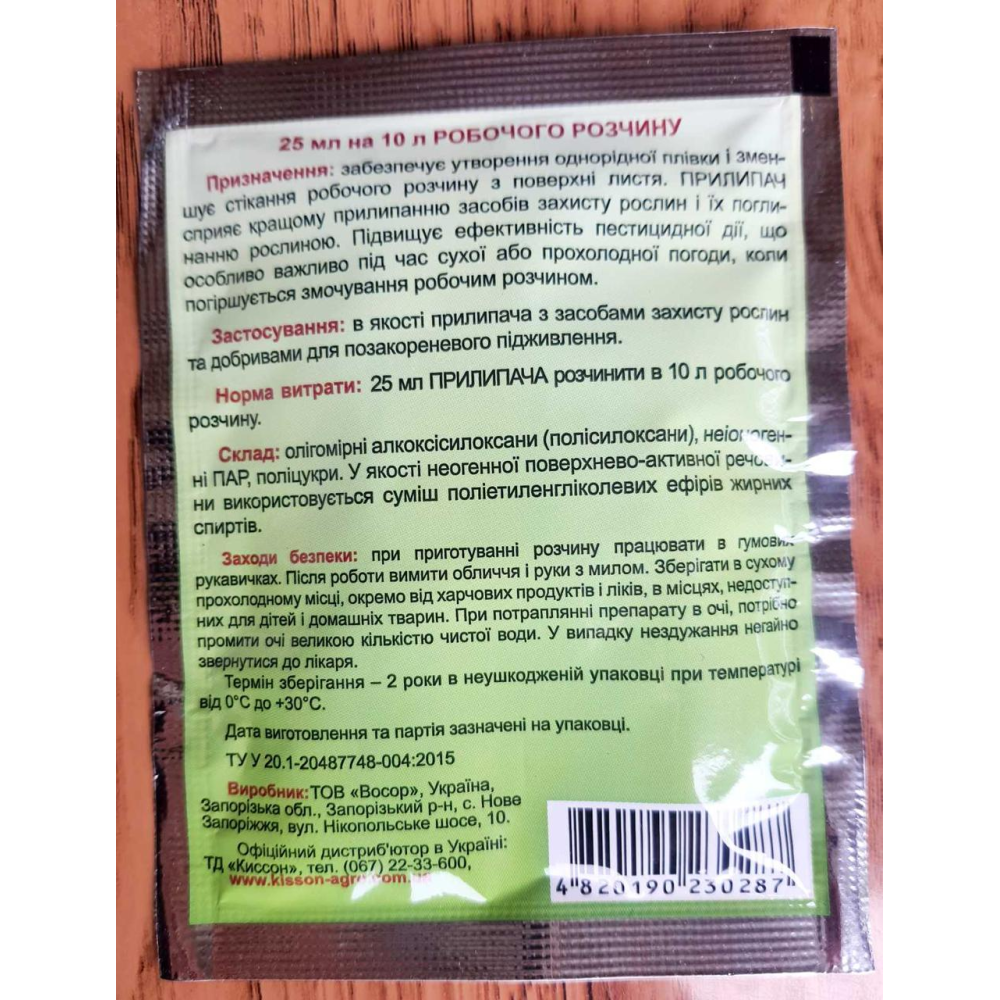 25 мл на 10 л РОБОЧОГО РОЗЧИНУ
Призначення: забезпечує утворення однорідної плівки і змен-
шує стікання робочого розчину з поверхні листя. ПРИЛИПАЧ
сприяє кращому прилипанню засобів захисту рослин і їх погли-
нанню рослиною. Підвищує ефективність пестицидної дії, що
особливо важливо під час сухої або прохолодної погоди, коли
погіршується змочування робочим розчином.
Застосування: в якості прилипача з засобами захисту рослин
та добривами для позакореневого підживлення.
Норма витрати: 25 мл ПРИЛИПАЧА розчинити в 10 л робочого
розчину.
Склад: олігомірні алкоксісилоксани (полісилоксани), неіоноген-
ні ПАР, поліцукри. У якості неогенної поверхнево-активної речови-
ни використовується суміш поліетиленгліколевих ефірів жирних
спиртів.
Заходи безпеки: при приготуванні розчину працювати в гумових
рукавичках. Після роботи вимити обличчя і руки з милом. Зберігати в сухому
прохолодному місці, окремо від харчових продуктів і ліків, в місцях, недоступ-
них для дітей і домашніх тварин. При потраплянні препарату в очі, потрібно
промити очі великою кількістю чистої води. У випадку нездужання негайно
звернутися до лікаря.
Термін зберігання – 2 роки в неушкодженій упаковці при температурі
від 0°С до +30°С.
Дата виготовлення та партія зазначені на упаковці.
ТУ У 20.1-20487748-004:2015
Виробник: ТОВ «Восор», Україна,
Запорізька обл., Запорізький р-н, с. Нове
Запоріжжя, вул. Нікопольське шосе, 10.
Офіційний дистриб'ютор в Україні:
ТД «Киссон», тел. (067) 22-33-600,
www.kisson-agro.com.ua
4 820190 230287